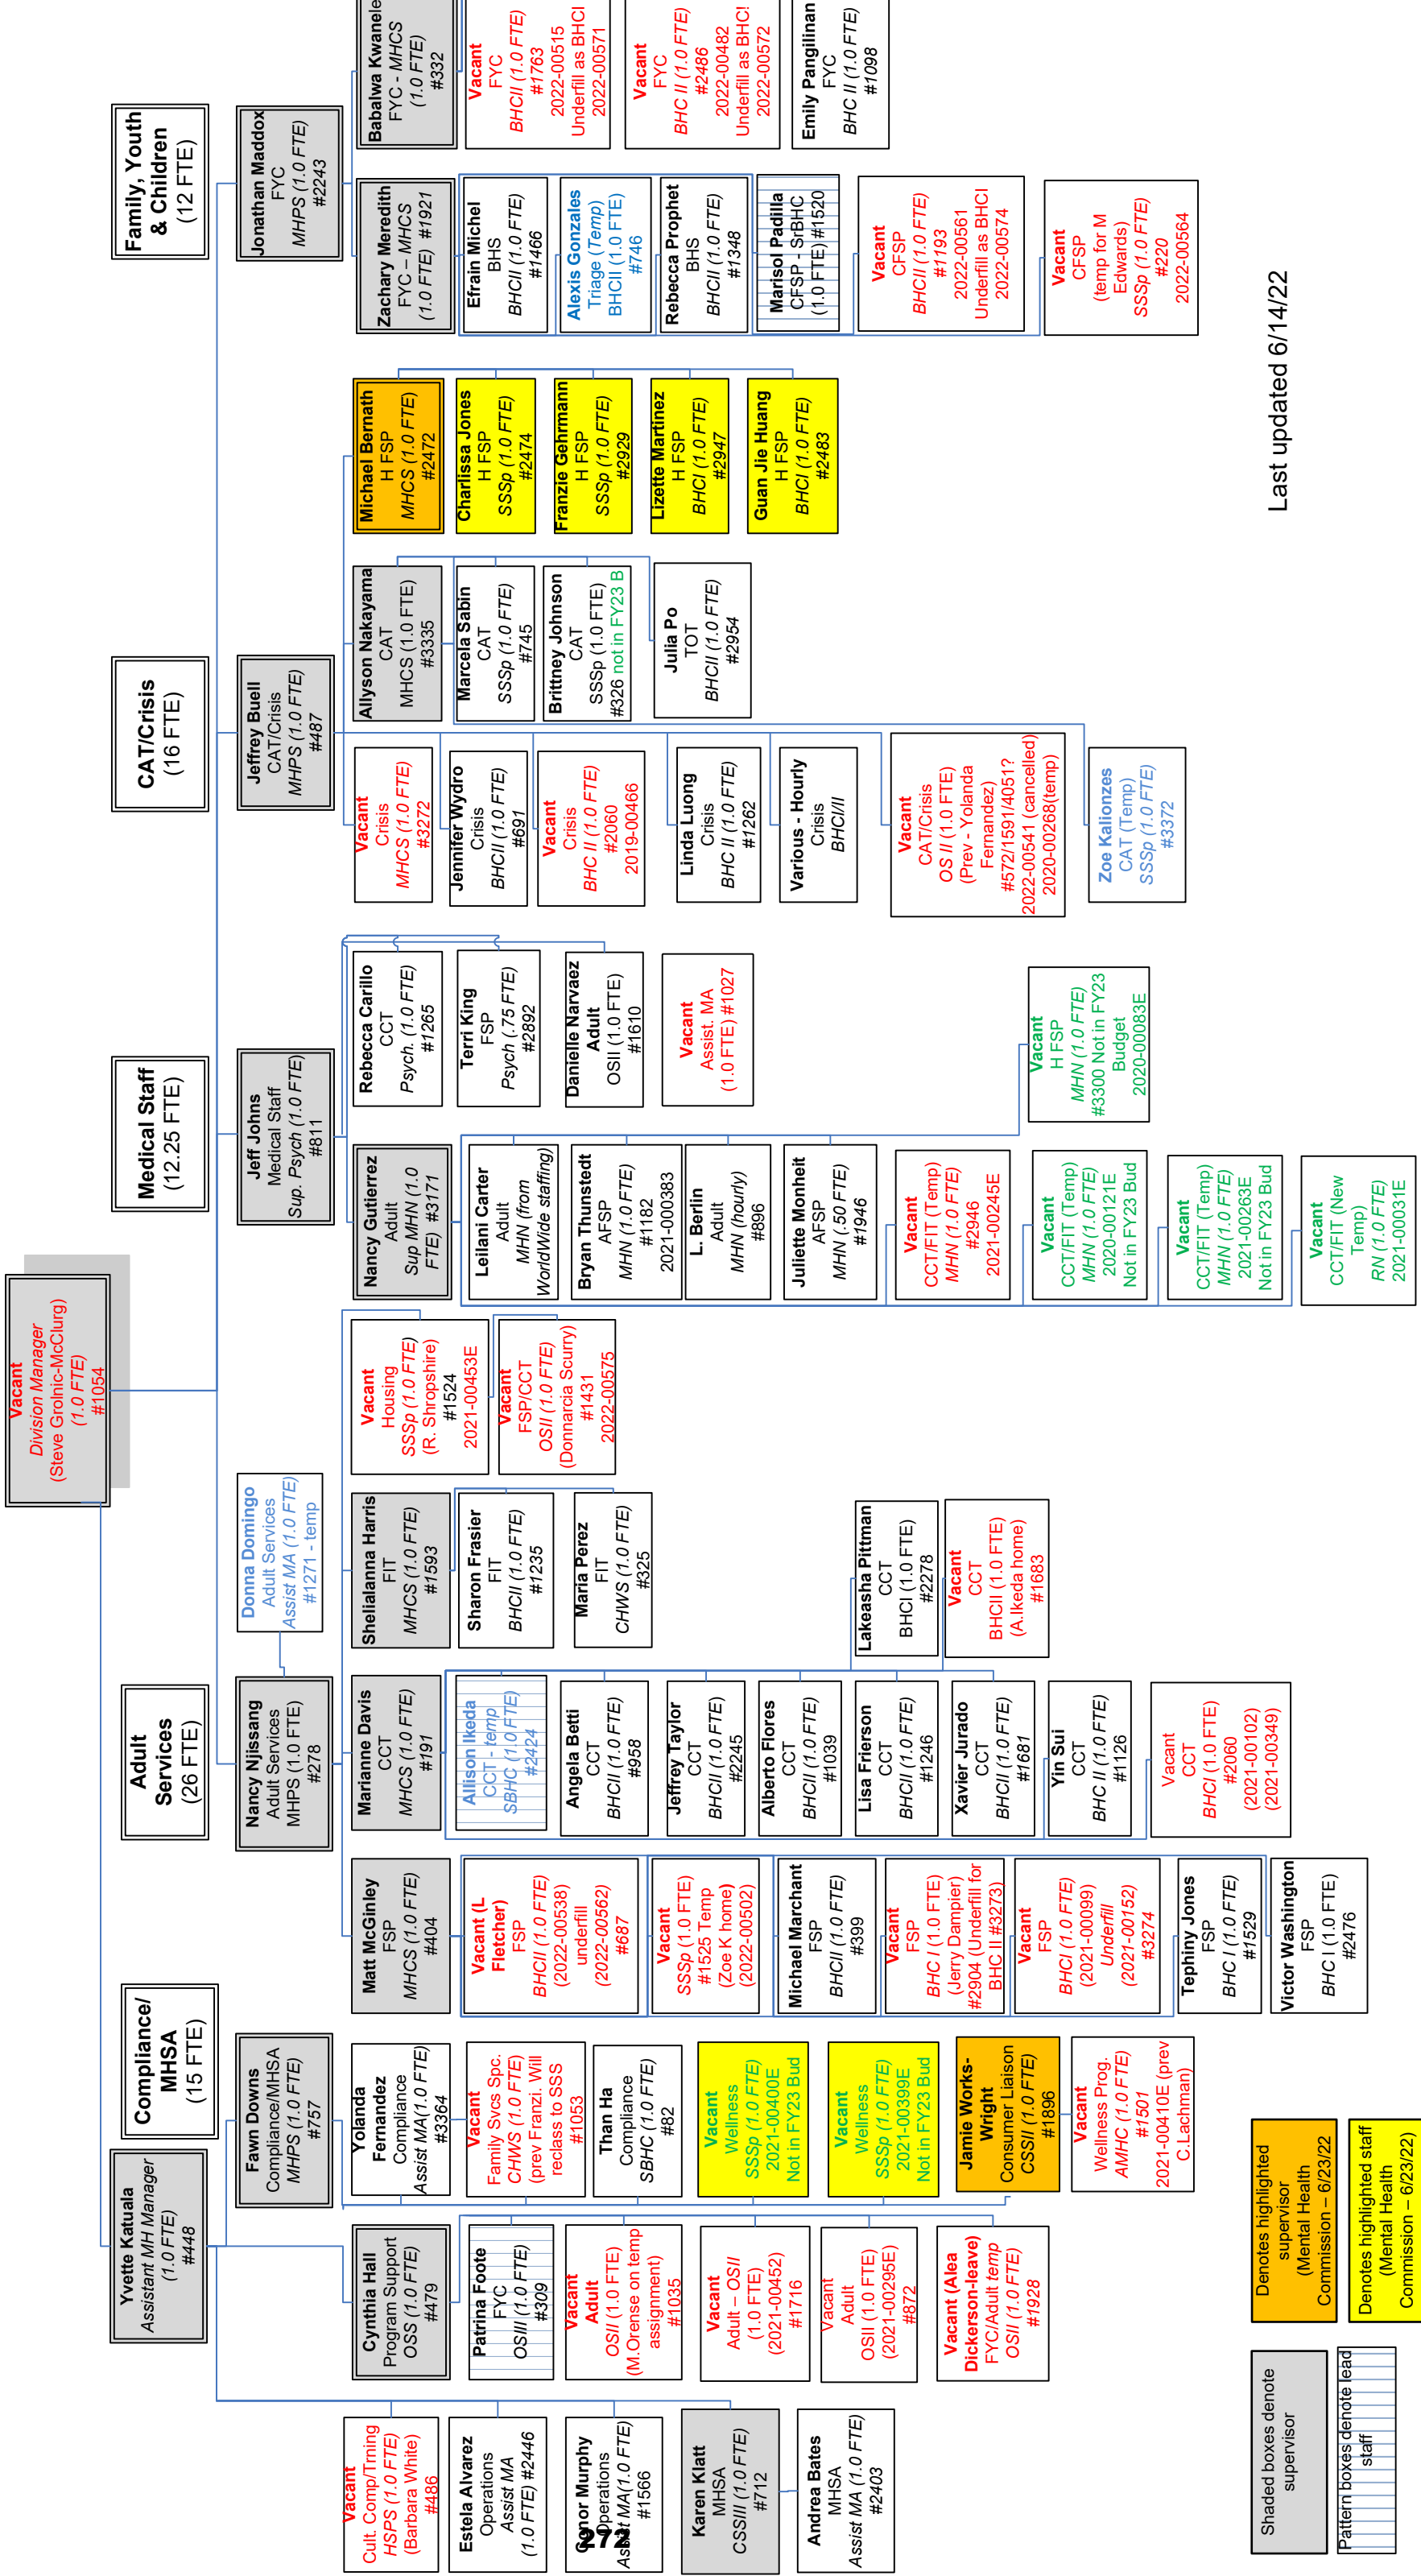 Vacant
Division Manager
(Steve Grolnic-McClurg)
(1.0 FTE)
#1054
Yvette Katuala
Assistant MH Manager
(1.0 FTE)
#448
Compliance/
MHSA
(15 FTE)
Adult
Services
(26 FTE)
Medical Staff
(12.25 FTE)
CAT/Crisis
(16 FTE)
Family, Youth
& Children
(12 FTE)
Fawn Downs
Compliance/MHSA
MHPS (1.0 FTE)
#757
Nancy Njissang
Adult Services
MHPS (1.0 FTE)
#278
Donna Domingo
Adult Services
Assist MA (1.0 FTE)
#1271 - temp
Jeff Johns
Medical Staff
Sup. Psych (1.0 FTE)
#811
Jeffrey Buell
CAT/Crisis
MHPS (1.0 FTE)
#487
Jonathan Maddox
FYC
MHPS (1.0 FTE)
#2243
Vacant
Cult. Comp/Trning
HSPS (1.0 FTE)
(Barbara White)
#486
Estela Alvarez
Operations
Assist MA
(1.0 FTE) #2446
Conor Murphy
Operations
Assist MA(1.0 FTE)
#1566
272
Karen Klatt
MHSA
CSSIII (1.0 FTE)
#712
Andrea Bates
MHSA
Assist MA (1.0 FTE)
#2403
Cynthia Hall
Program Support
OSS (1.0 FTE)
#479
Patrina Foote
FYC
OSIII (1.0 FTE)
#309
Vacant
Adult
OSII (1.0 FTE)
(M.Orense on temp
assignment)
#1035
Vacant
Adult – OSII
(1.0 FTE)
(2021-00452)
#1716
Vacant
Adult
OSII (1.0 FTE)
(2021-00295E)
#872
Vacant (Alea
Dickerson-leave)
FYC/Adult temp
OSII (1.0 FTE)
#1928
Yolanda
Fernandez
Compliance
Assist MA(1.0 FTE)
#3364
Vacant
Family Svcs Spc.
CHWS (1.0 FTE)
(prev Franzi. Will
reclass to SSS
#1053
Than Ha
Compliance
SBHC (1.0 FTE)
#82
Vacant
Wellness
SSSp (1.0 FTE)
2021-00400E
Not in FY23 Bud
Vacant
Wellness
SSSp (1.0 FTE)
2021-00399E
Not in FY23 Bud
Jamie Works-
Wright
Consumer Liaison
CSSII (1.0 FTE)
#1896
Vacant
Wellness Prog.
AMHC (1.0 FTE)
#1501
2021-00410E (prev
C.Lachman)
Matt McGinley
FSP
MHCS (1.0 FTE)
#404
Vacant (L
Fletcher)
FSP
BHCII (1.0 FTE)
(2022-00538)
underfill
(2022-00562)
#687
Vacant
SSSp (1.0 FTE)
#1525 Temp
(Zoe K home)
(2022-00502)
Michael Marchant
FSP
BHCII (1.0 FTE)
#399
Vacant
FSP
BHC I (1.0 FTE)
(Jerry Dampier)
#2904 (Underfill for
BHC II #3273)
Vacant
FSP
BHCI (1.0 FTE)
(2021-00099)
Underfill
(2021-00152)
#3274
Tephiny Jones
FSP
BHC I (1.0 FTE)
#1529
Victor Washington
FSP
BHC I (1.0 FTE)
#2476
Marianne Davis
CCT
MHCS (1.0 FTE)
#191
Allison Ikeda
CCT - temp
SBHC (1.0 FTE)
#2424
Angela Betti
CCT
BHCII (1.0 FTE)
#958
Jeffrey Taylor
CCT
BHCII (1.0 FTE)
#2245
Alberto Flores
CCT
BHCII (1.0 FTE)
#1039
Lisa Frierson
CCT
BHCII (1.0 FTE)
#1246
Xavier Jurado
CCT
BHCII (1.0 FTE)
#1681
Yin Sui
CCT
BHC II (1.0 FTE)
#1126
Vacant
CCT
BHCI (1.0 FTE)
#2060
(2021-00102)
(2021-00349)
Shelialanna Harris
FIT
MHCS (1.0 FTE)
#1593
Sharon Frasier
FIT
BHCII (1.0 FTE)
#1235
Maria Perez
FIT
CHWS (1.0 FTE)
#325
Lakeasha Pittman
CCT
BHCI (1.0 FTE)
#2278
Vacant
CCT
BHCII (1.0 FTE)
(A.Ikeda home)
#1683
Vacant
Housing
SSSp (1.0 FTE)
(R. Shropshire)
#1524
2021-00453E
Vacant
FSP/CCT
OSII (1.0 FTE)
(Donnarcia Scurry)
#1431
2022-00575
Nancy Gutierrez
Adult
Sup MHN (1.0
FTE) #3171
Leilani Carter
Adult
MHN (from
WorldWide staffing)
Bryan Thunstedt
AFSP
MHN (1.0 FTE)
#1182
2021-000383
L. Berlin
Adult
MHN (hourly)
#896
Juliette Monheit
AFSP
MHN (.50 FTE)
#1946
Vacant
CCT/FIT (Temp)
MHN (1.0 FTE)
#2946
2021-00245E
Vacant
CCT/FIT (Temp)
MHN (1.0 FTE)
2020-00121E
Not in FY23 Bud
Vacant
CCT/FIT (Temp)
MHN (1.0 FTE)
2021-00263E
Not in FY23 Bud
Vacant
CCT/FIT (New
Temp)
RN (1.0 FTE)
2021-00031E
Rebecca Carillo
CCT
Psych. (1.0 FTE)
#1265
Terri King
FSP
Psych (.75 FTE)
#2892
Danielle Narvaez
Adult
OSII (1.0 FTE)
#1610
Vacant
Assist. MA
(1.0 FTE) #1027
Vacant
H FSP
MHN (1.0 FTE)
#3300 Not in FY23
Budget
2020-00083E
Vacant
Crisis
MHCS (1.0 FTE)
#3272
Jennifer Wydro
Crisis
BHCII (1.0 FTE)
#691
Vacant
Crisis
BHC II (1.0 FTE)
#2060
2019-00466
Linda Luong
Crisis
BHC II (1.0 FTE)
#1262
Various - Hourly
Crisis
BHCI/II
Vacant
CAT/Crisis
OS II (1.0 FTE)
(Prev - Yolanda
Fernandez)
#572/1591/4051?
2022-00541 (cancelled)
2020-00268(temp)
Zoe Kalionzes
CAT (Temp)
SSSp (1.0 FTE)
#3372
Allyson Nakayama
CAT
MHCS (1.0 FTE)
#3335
Marcela Sabin
CAT
SSSp (1.0 FTE)
#745
Brittney Johnson
CAT
SSSp (1.0 FTE)
#326 not in FY23 B
Julia Po
TOT
BHCII (1.0 FTE)
#2954
Michael Bernath
H FSP
MHCS (1.0 FTE)
#2472
Charlissa Jones
H FSP
SSSp (1.0 FTE)
#2474
Franzie Gehrmann
H FSP
SSSp (1.0 FTE)
#2929
Lizette Martinez
H FSP
BHCI (1.0 FTE)
#2947
Guan Jie Huang
H FSP
BHCI (1.0 FTE)
#2483
Zachary Meredith
FYC– MHCS
(1.0 FTE) #1921
Efrain Michel
BHS
BHCII (1.0 FTE)
#1466
Alexis Gonzales
Triage (Temp)
BHCII (1.0 FTE)
#746
Rebecca Prophet
BHS
BHCII (1.0 FTE)
#1348
Marisol Padilla
CFSP - SrBHC
(1.0 FTE) #1520
Vacant
CFSP
BHCII (1.0 FTE)
#1193
2022-00561
Underfill as BHCI
2022-00574
Vacant
CFSP
(temp for M
Edwards)
SSSp (1.0 FTE)
#220
2022-00564
Babalwa Kwanele
FYC - MHCS
(1.0 FTE)
#332
Vacant
FYC
BHCII (1.0 FTE)
#1763
2022-00515
Underfill as BHCI
2022-00571
Vacant
FYC
BHC II (1.0 FTE)
#2486
2022-00482
Underfill as BHCI
2022-00572
Emily Pangilinan
FYC
BHC II (1.0 FTE)
#1098
Shaded boxes denote
supervisor
Pattern boxes denote lead
staff
Denotes highlighted
supervisor
(Mental Health
Commission – 6/23/22
Denotes highlighted staff
(Mental Health
Commission – 6/23/22)
Last updated 6/14/22